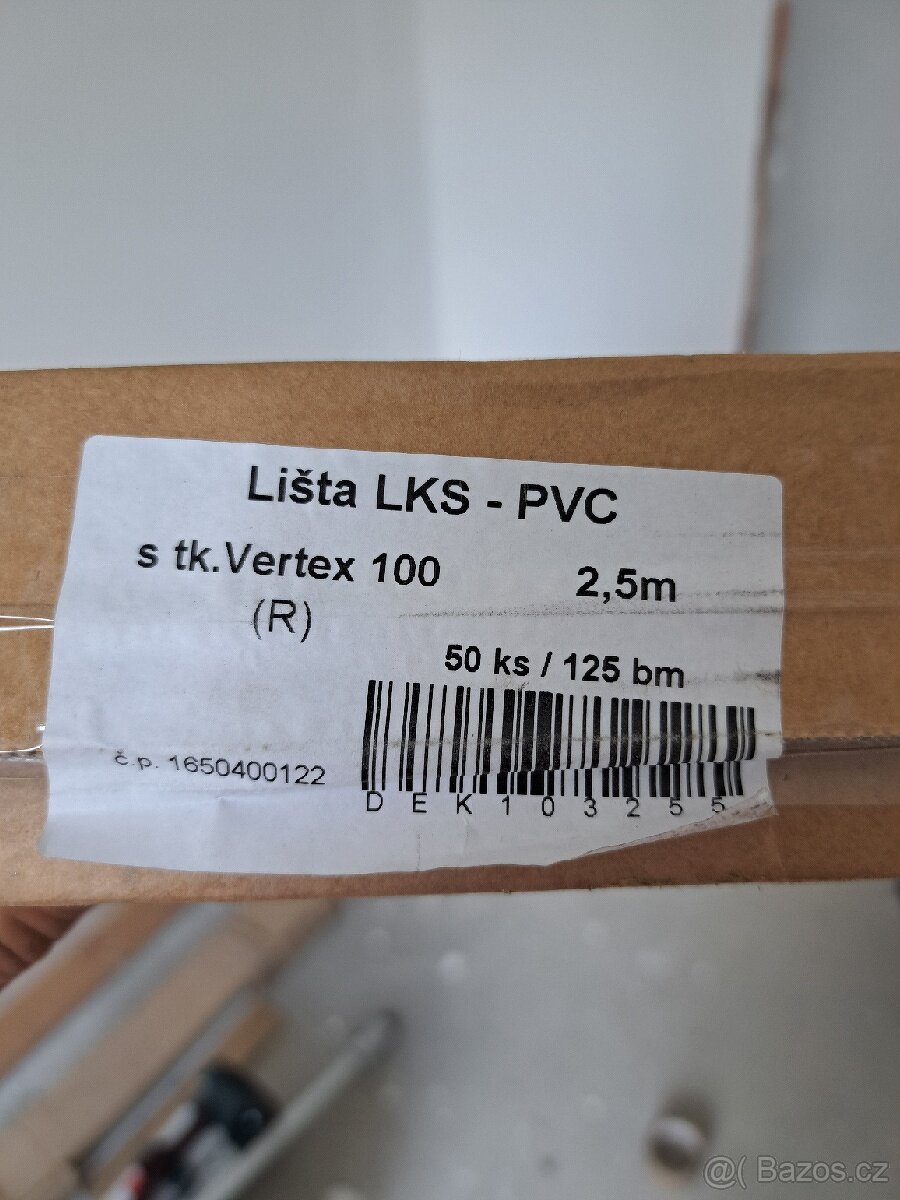 Lišta LKS - PVC
s tk.Vertex 100 2,5m
(R)
50 ks / 125 bm
č.p. 1650400122
DEK103255
@( Bazos.cz